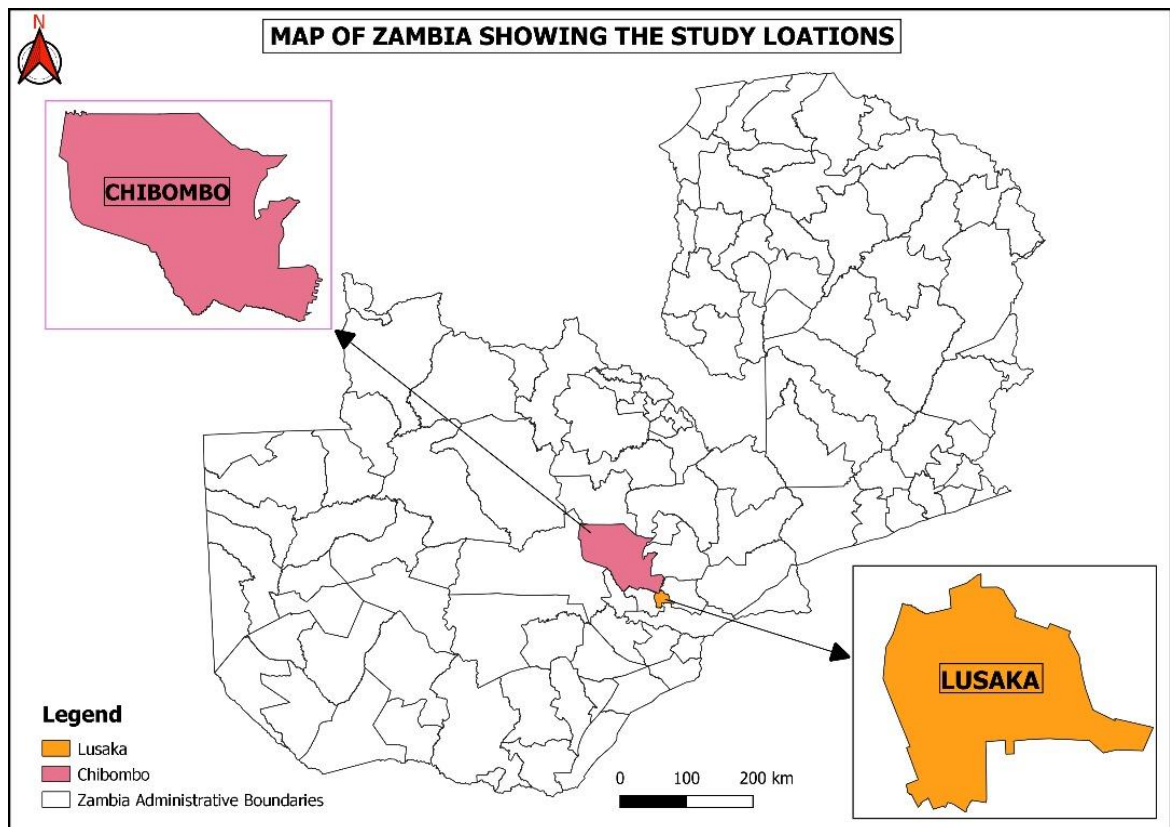 N
MAP OF ZAMBIA SHOWING THE STUDY LOATIONS
CHIBOMBO
LUSAKA
Legend
Lusaka
Chibombo
Zambia Administrative Boundaries
0 100 200 km